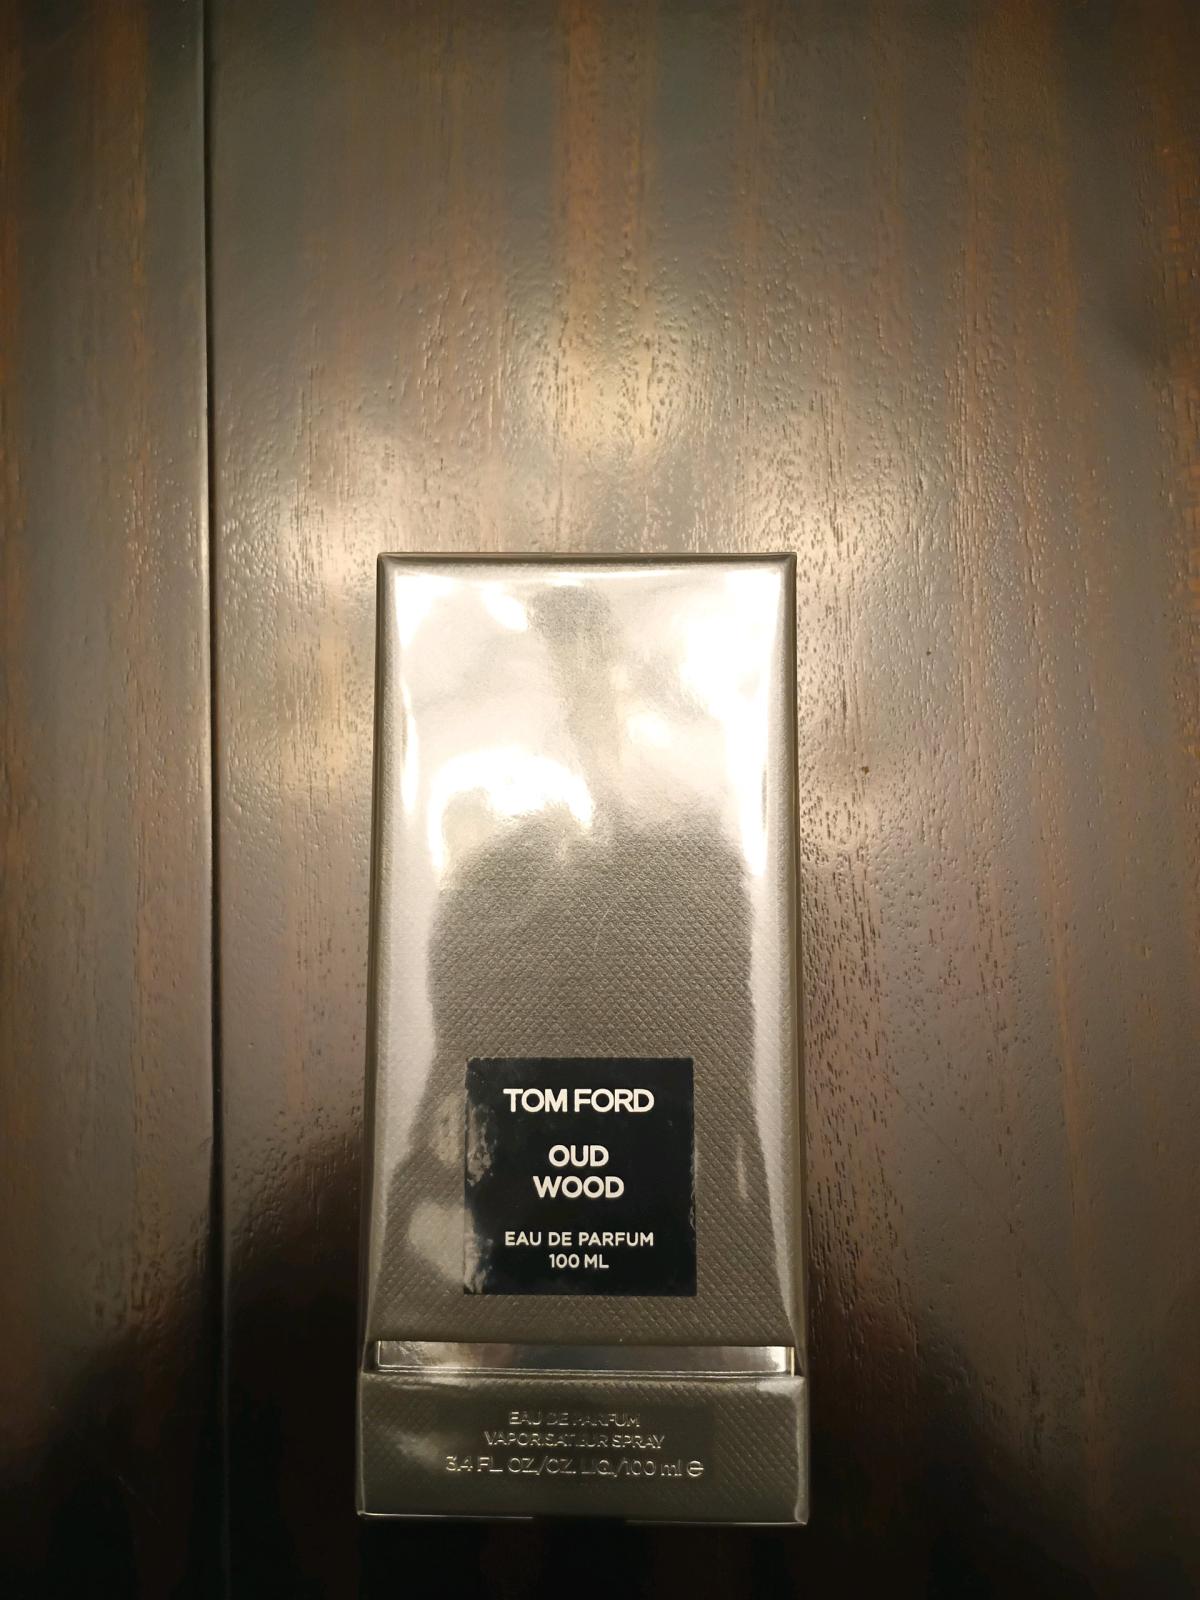 TOM FORD
OUD
WOOD
EAU DE PARFUM
100 ML
EAU DE PARFUM
VAPORISATEUR SPRAY
3.4 FL. OZ./OZ. LIQ./100 ml ℮